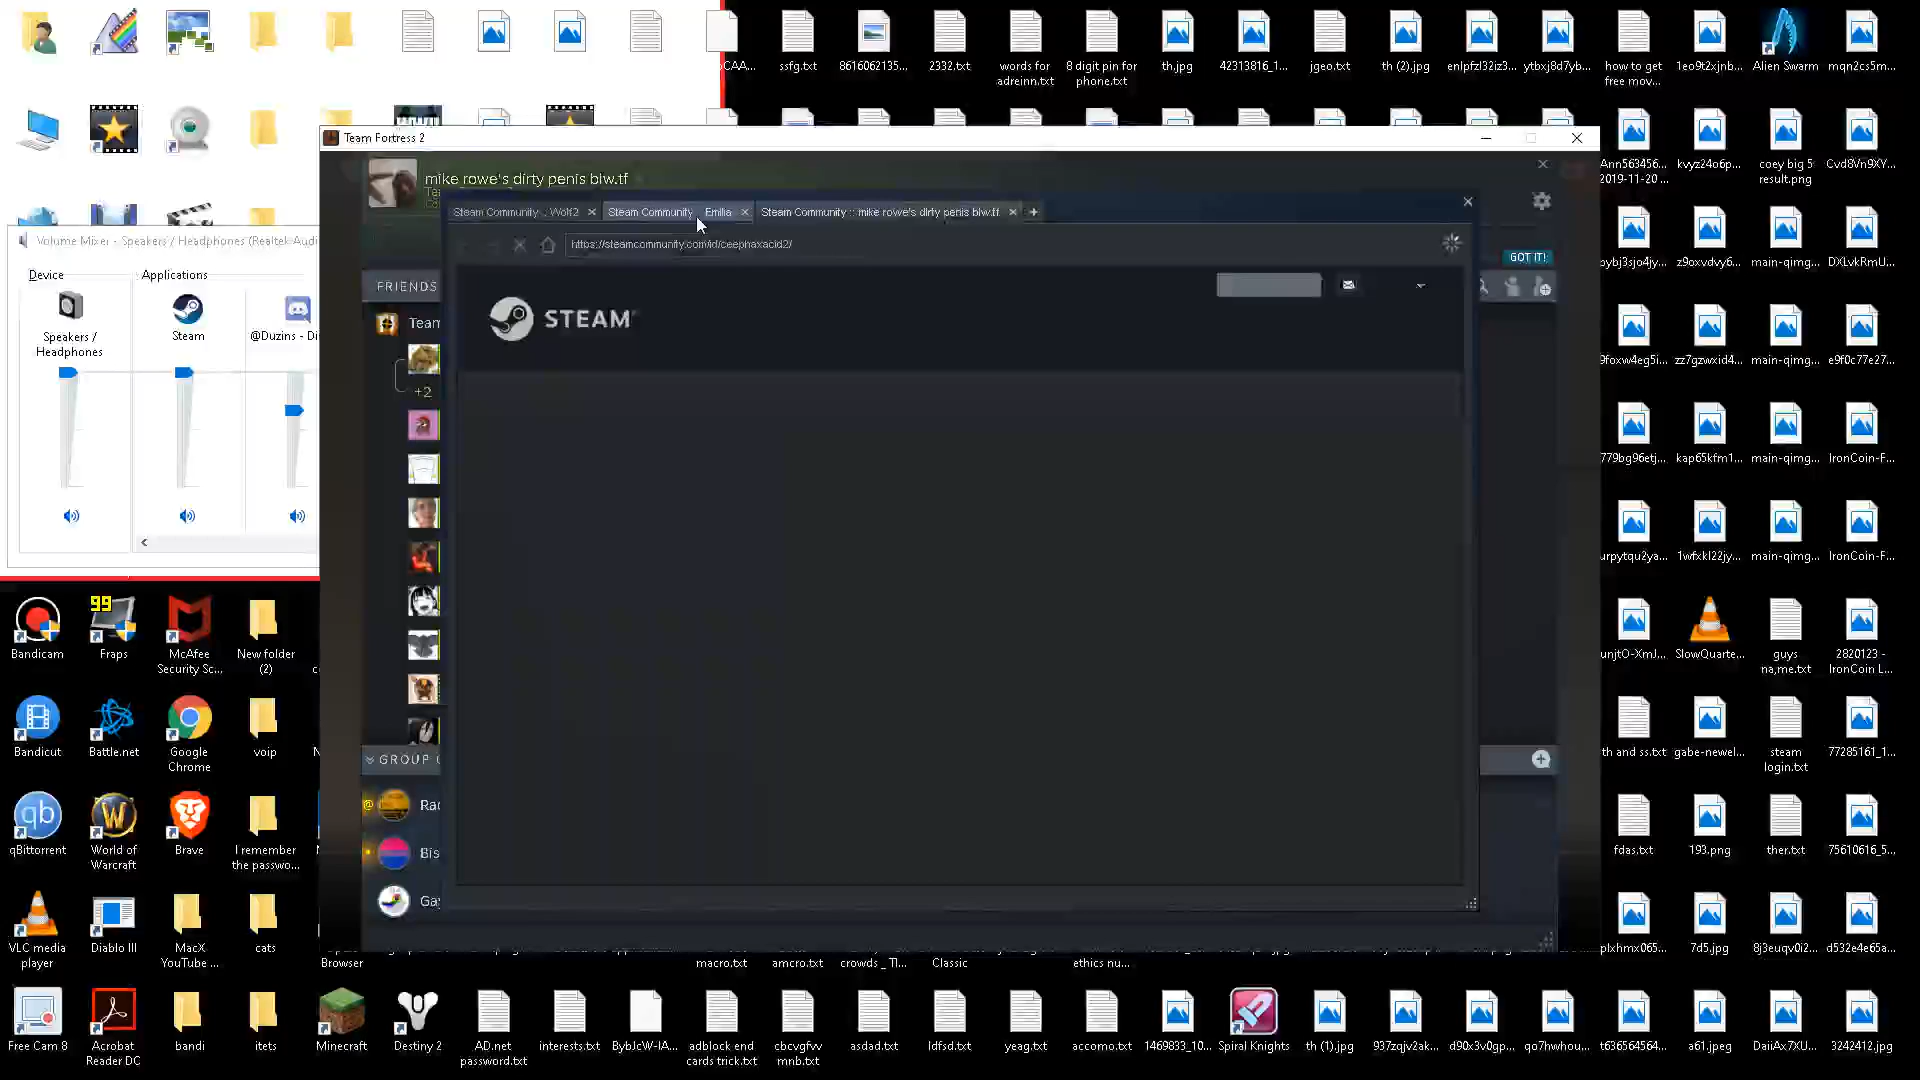 ssfg.txt
8616062135...
2332.txt
words for
adreinn.txt
8 digit pin for
phone.txt
th.jpg
42313816_1...
jgeo.txt
th (2).jpg
enlpfzl32iz3...
ytbxj8d7yb...
how to get
free mov...
1eo9t2xjnb...
Alien Swarm
mqn2cs5m...
Team Fortress 2
mike rowe's dirty penis blw.tf
Steam Community :: Wolf2
Steam Community :: Emilia
Steam Community :: mike rowe's dirty penis blw.tf
https://steamcommunity.com/id/ceephaxacid2/
GOT IT!
FRIENDS
STEAM
Team
+2
GROUP
Rac
Bis
Ga
Volume Mixer - Speakers / Headphones (Realtek Audi
Device
Applications
Speakers /
Headphones
Steam
@Duzins - Di
Ann563456...
2019-11-20 ...
kvyz24o6p...
coey big 5
result.png
Cvd8Vn9XY...
pybj3sjo4jy...
z9oxvdvy6...
main-qimg...
DXLvkRmU...
9foxw4eg5i...
zz7gzwxid4...
main-qimg...
e9f0c77e27...
779bg96etj...
kap65kfm1...
main-qimg...
IronCoin-F...
urpytqu2ya...
1wfxkl22jy...
main-qimg...
IronCoin-F...
Bandicam
99
Fraps
McAfee
Security Sc...
New folder
(2)
unjtO-XmJ...
SlowQuarte...
guys
na,me.txt
2820123 -
IronCoin L...
Bandicut
Battle.net
Google
Chrome
voip
th and ss.txt
gabe-newel...
steam
login.txt
77285161_1...
qBittorrent
World of
Warcraft
Brave
I remember
the passwo...
fdas.txt
193.png
ther.txt
75610616_5...
VLC media
player
Diablo III
MacX
YouTube ...
cats
Browser
macro.txt
amcro.txt
crowds _ Tl...
Classic
ethics nu...
plxhmx065...
7d5.jpg
8j3euqv0i2...
d532e4e65a...
Free Cam 8
Acrobat
Reader DC
bandi
itets
Minecraft
Destiny 2
AD.net
password.txt
interests.txt
BybJcW-IA...
adblock end
cards trick.txt
cbcvgfvv
mnb.txt
asdad.txt
ldfsd.txt
yeag.txt
accomo.txt
1469833_10...
Spiral Knights
th (1).jpg
937zqjv2ak...
d90x3v0gp...
qo7hwhou...
t636564564...
a61.jpeg
DaiiAx7XU...
3242412.jpg